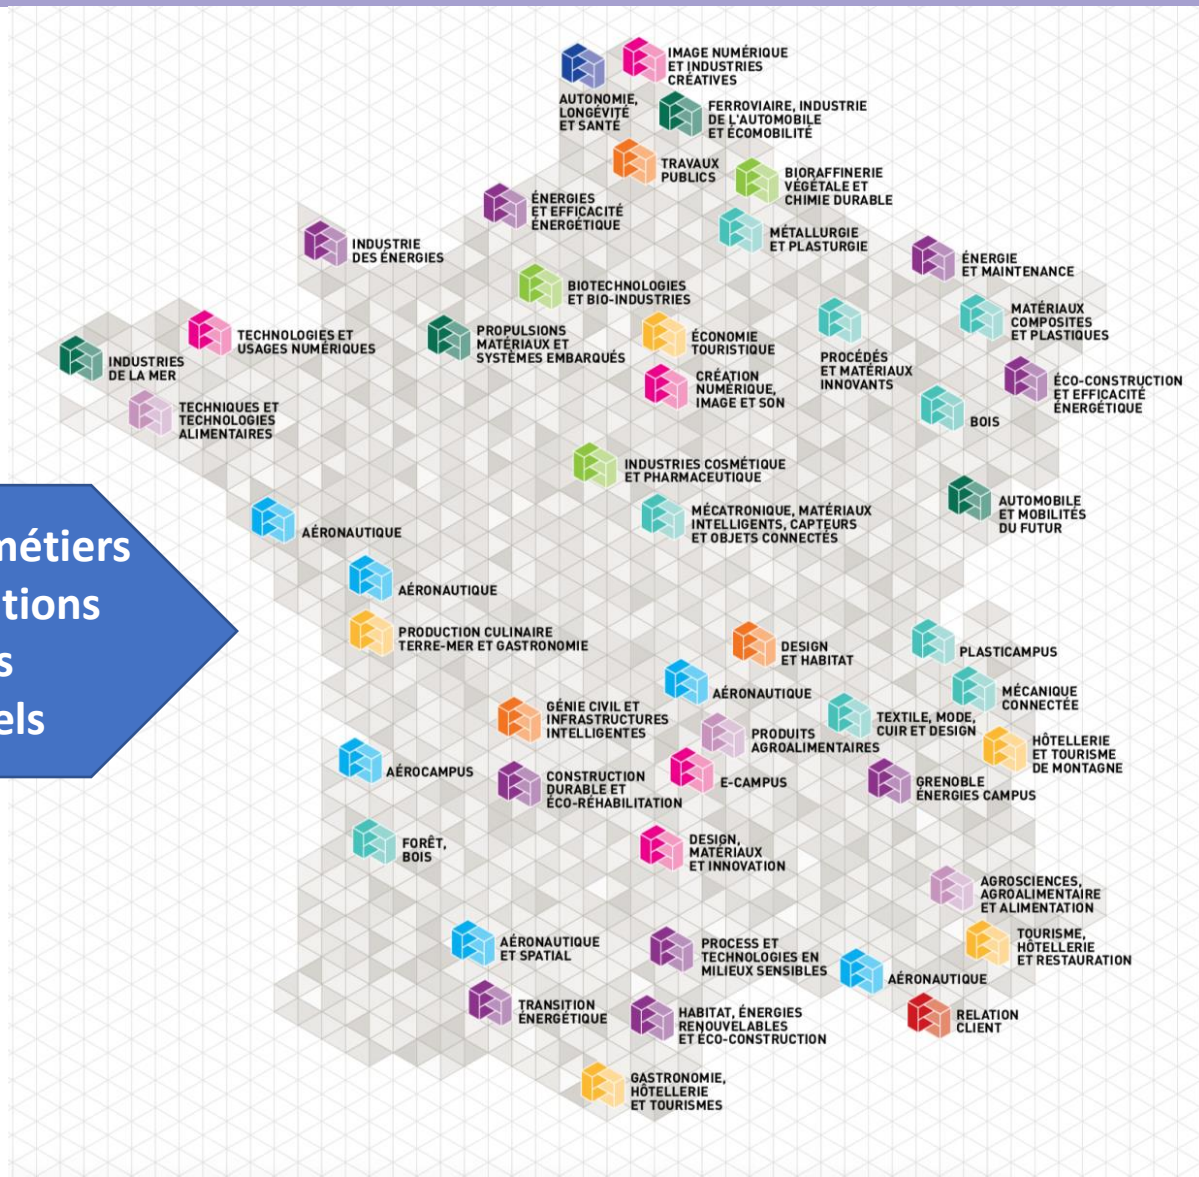 IMAGE NUMÉRIQUE
ET INDUSTRIES
CRÉATIVES
AUTONOMIE,
LONGÉVITÉ
ET SANTÉ
FERROVIAIRE, INDUSTRIE
DE L'AUTOMOBILE
ET ÉCOMOBILITÉ
TRAVAUX
PUBLICS
BIORAFFINERIE
VÉGÉTALE ET
CHIMIE DURABLE
ÉNERGIES
ET EFFICACITÉ
ÉNERGÉTIQUE
MÉTALLURGIE
ET PLASTURGIE
INDUSTRIE
DES ÉNERGIES
ÉNERGIE
ET MAINTENANCE
BIOTECHNOLOGIES
ET BIO-INDUSTRIES
MATÉRIAUX
COMPOSITES
ET PLASTIQUES
TECHNOLOGIES ET
USAGES NUMÉRIQUES
PROPULSIONS
MATÉRIAUX ET
SYSTÈMES EMBARQUÉS
ÉCONOMIE
TOURISTIQUE
PROCÉDÉS
ET MATÉRIAUX
INNOVANTS
INDUSTRIES
DE LA MER
CRÉATION
NUMÉRIQUE,
IMAGE ET SON
ÉCO-CONSTRUCTION
ET EFFICACITÉ
ÉNERGÉTIQUE
TECHNIQUES ET
TECHNOLOGIES
ALIMENTAIRES
BOIS
INDUSTRIES COSMÉTIQUE
ET PHARMACEUTIQUE
AUTOMOBILE
ET MOBILITÉS
DU FUTUR
MÉCATRONIQUE, MATÉRIAUX
INTELLIGENTS, CAPTEURS
ET OBJETS CONNECTÉS
AÉRONAUTIQUE
métiers
tions
s
els
AÉRONAUTIQUE
PRODUCTION CULINAIRE
TERRE-MER ET GASTRONOMIE
DESIGN
ET HABITAT
PLASTICAMPUS
AÉRONAUTIQUE
MÉCANIQUE
CONNECTÉE
GÉNIE CIVIL ET
INFRASTRUCTURES
INTELLIGENTES
TEXTILE, MODE,
CUIR ET DESIGN
PRODUITS
AGROALIMENTAIRES
HÔTELLERIE
ET TOURISME
DE MONTAGNE
AÉROCAMPUS
CONSTRUCTION
DURABLE ET
ÉCO-RÉHABILITATION
E-CAMPUS
GRENOBLE
ÉNERGIES CAMPUS
FORÊT,
BOIS
DESIGN,
MATÉRIAUX
ET INNOVATION
AGROSCIENCES,
AGROALIMENTAIRE
ET ALIMENTATION
AÉRONAUTIQUE
ET SPATIAL
PROCESS ET
TECHNOLOGIES EN
MILIEUX SENSIBLES
TOURISME,
HÔTELLERIE
ET RESTAURATION
AÉRONAUTIQUE
TRANSITION
ÉNERGÉTIQUE
HABITAT, ÉNERGIES
RENOUVELABLES
ET ÉCO-CONSTRUCTION
RELATION
CLIENT
GASTRONOMIE,
HÔTELLERIE
ET TOURISMES